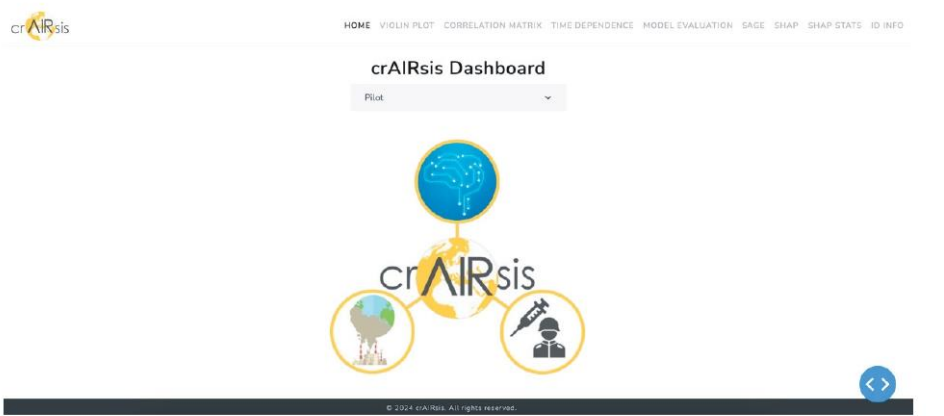 crAIRsis
HOME VIOLIN PLOT CORRELATION MATRIX TIME DEPENDENCE MODEL EVALUATION SAGE SHAP SHAP STATS ID INFO
crAIRsis Dashboard
Pilot
crAIRsis
© 2024 crAIRsis. All rights reserved.